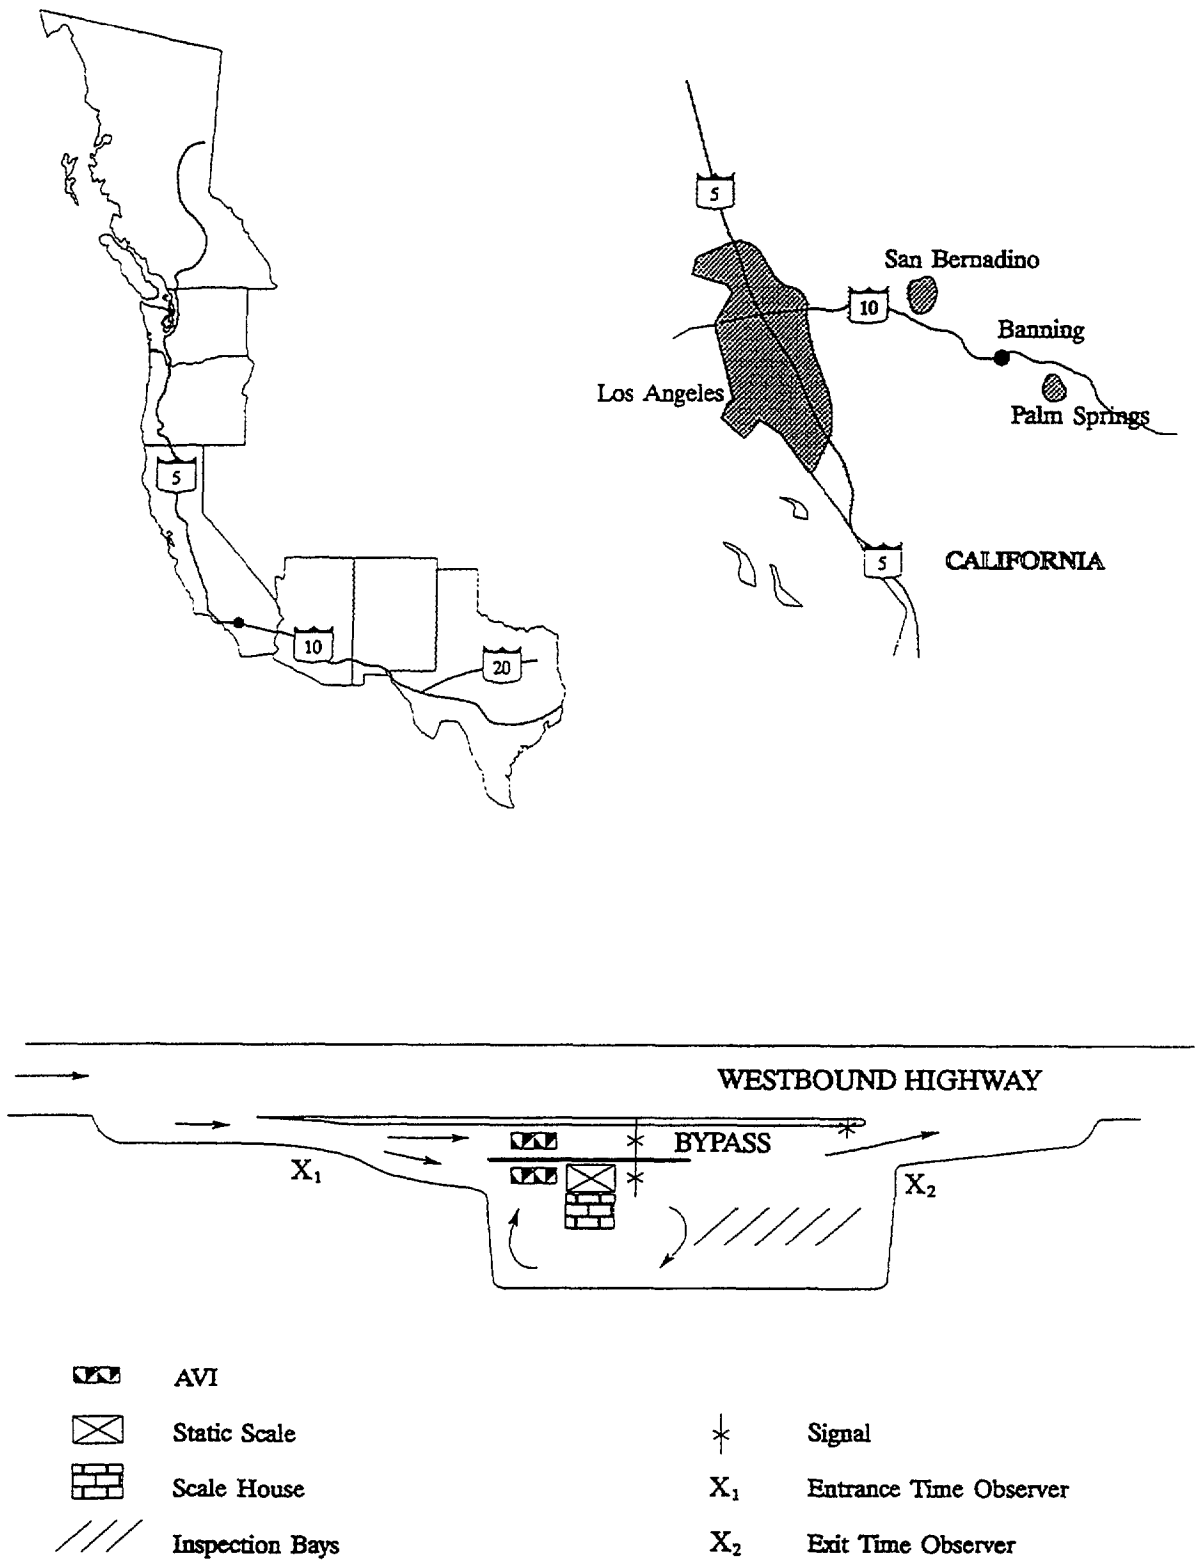 5
10
20
5
San Bernadino
10
Banning
Los Angeles
Palm Springs
5
CALIFORNIA
WESTBOUND HIGHWAY
BYPASS
X1
X2
AVI
Static Scale
Signal
Scale House
X1 Entrance Time Observer
Inspection Bays
X2 Exit Time Observer